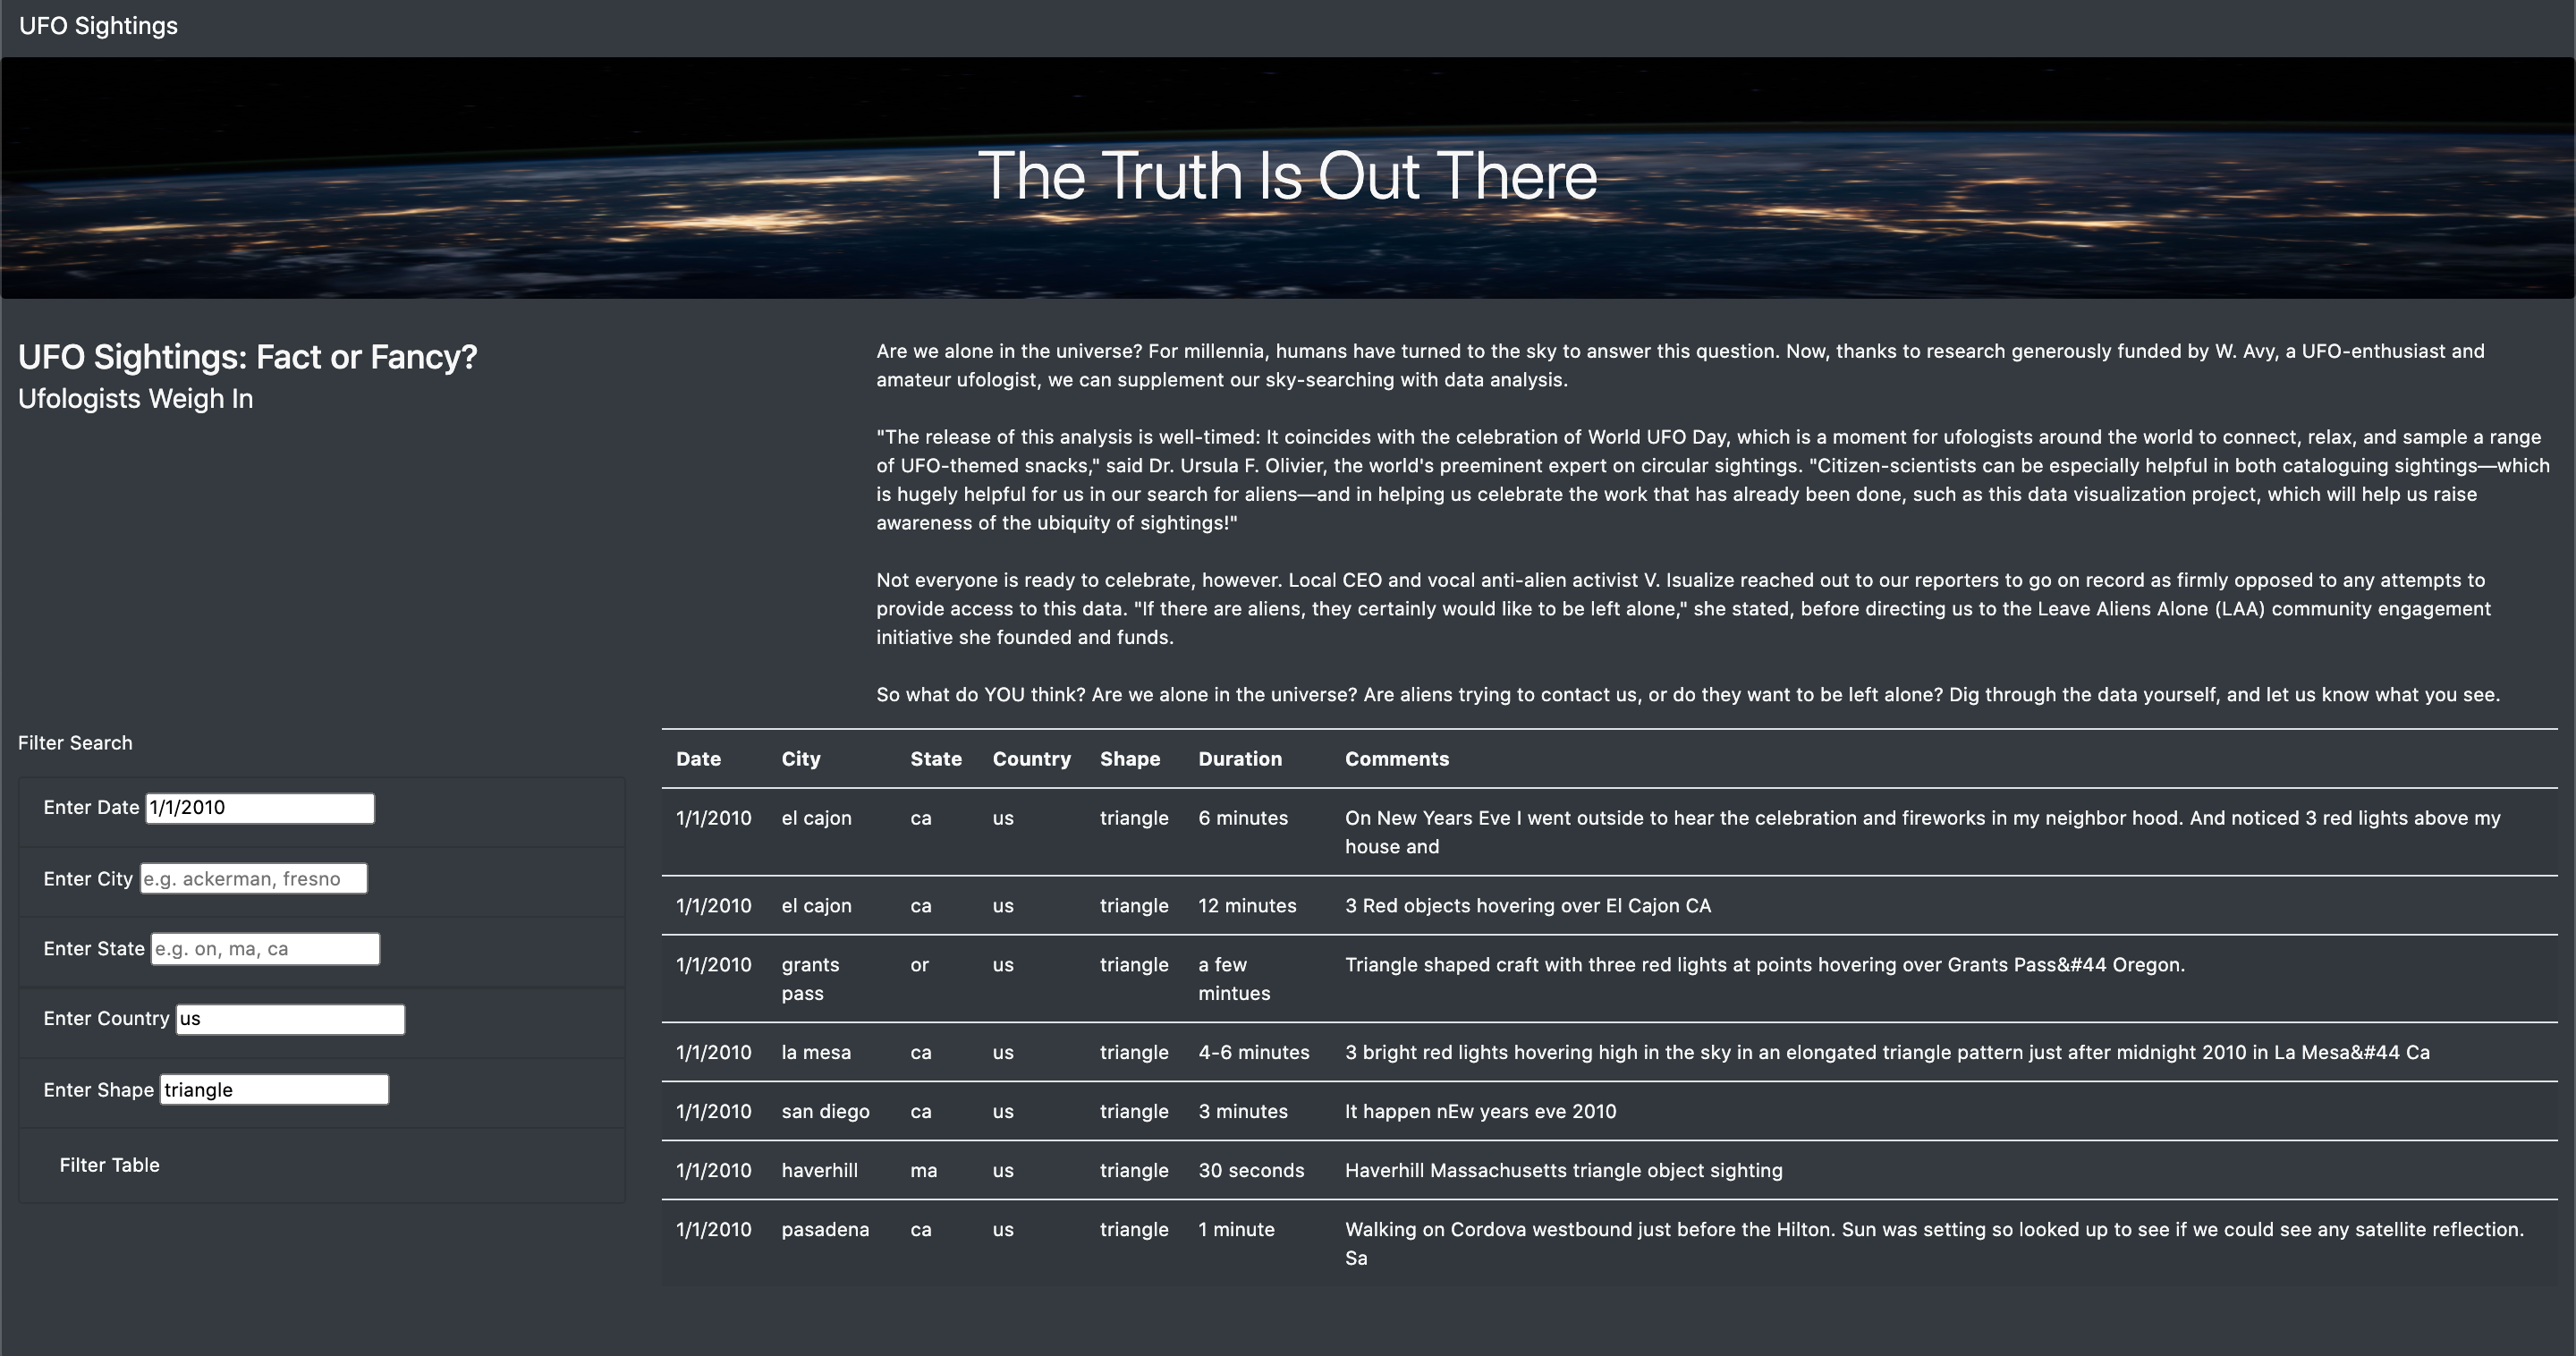 UFO Sightings
The Truth Is Out There
UFO Sightings: Fact or Fancy?
Ufologists Weigh In
Are we alone in the universe? For millennia, humans have turned to the sky to answer this question. Now, thanks to research generously funded by W. Avy, a UFO-enthusiast and
amateur ufologist, we can supplement our sky-searching with data analysis.
"The release of this analysis is well-timed: It coincides with the celebration of World UFO Day, which is a moment for ufologists around the world to connect, relax, and sample a range
of UFO-themed snacks," said Dr. Ursula F. Olivier, the world's preeminent expert on circular sightings. "Citizen-scientists can be especially helpful in both cataloguing sightings—which
is hugely helpful for us in our search for aliens—and in helping us celebrate the work that has already been done, such as this data visualization project, which will help us raise
awareness of the ubiquity of sightings!"
Not everyone is ready to celebrate, however. Local CEO and vocal anti-alien activist V. Isualize reached out to our reporters to go on record as firmly opposed to any attempts to
provide access to this data. "If there are aliens, they certainly would like to be left alone," she stated, before directing us to the Leave Aliens Alone (LAA) community engagement
initiative she founded and funds.
So what do YOU think? Are we alone in the universe? Are aliens trying to contact us, or do they want to be left alone? Dig through the data yourself, and let us know what you see.
Filter Search
Enter Date 1/1/2010
Enter City e.g. ackerman, fresno
Enter State e.g. on, ma, ca
Enter Country us
Enter Shape triangle
Filter Table
Date City State Country Shape Duration Comments
1/1/2010 el cajon ca us triangle 6 minutes On New Years Eve I went outside to hear the celebration and fireworks in my neighbor hood. And noticed 3 red lights above my
house and
1/1/2010 el cajon ca us triangle 12 minutes 3 Red objects hovering over El Cajon CA
1/1/2010 grants or us triangle a few Triangle shaped craft with three red lights at points hovering over Grants Pass&#44 Oregon.
pass mintues
1/1/2010 la mesa ca us triangle 4-6 minutes 3 bright red lights hovering high in the sky in an elongated triangle pattern just after midnight 2010 in La Mesa&#44 Ca
1/1/2010 san diego ca us triangle 3 minutes It happen nEw years eve 2010
1/1/2010 haverhill ma us triangle 30 seconds Haverhill Massachusetts triangle object sighting
1/1/2010 pasadena ca us triangle 1 minute Walking on Cordova westbound just before the Hilton. Sun was setting so looked up to see if we could see any satellite reflection.
Sa